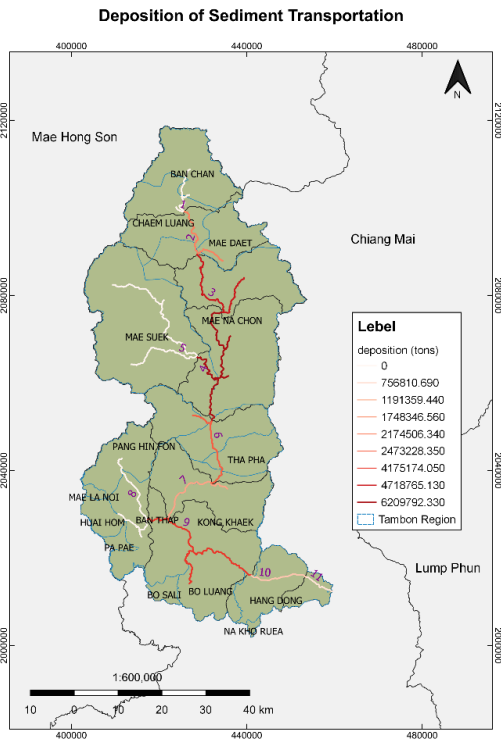 Deposition of Sediment Transportation
400000 440000 480000
2120000 2120000
N
Mae Hong Son
BAN CHAN
1
CHAEM LUANG
2
MAE DAET
Chiang Mai
2080000 2080000
3
MAE NA CHON
MAE SUEK
5
4
Lebel
deposition (tons)
0
756810.690
1191359.440
1748346.560
2174506.340
2473228.350
4175174.050
4718765.130
6209792.330
Tambon Region
6
PANG HIN FON
THA PHA
2040000 2040000
7
8
MAE LA NOI
HUAI HOM
BAN THAP
9
KONG KHAEK
PA PAE
10
11
Lump Phun
BO SALI
BO LUANG
HANG DONG
NA KHO RUEA
2000000 2000000
1:600,000
10 0 10 20 30 40 km
400000 440000 480000